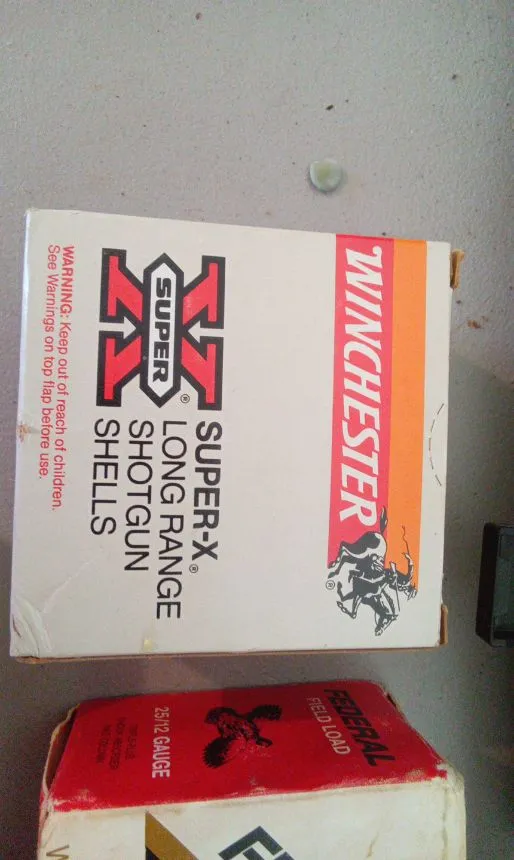 WINCHESTER
®
SUPER
®
SUPER-X®
LONG RANGE
SHOTGUN
SHELLS
WARNING: Keep out of reach of children.
See Warnings on top flap before use.
FEDERAL
FIELD LOAD
25/12 GAUGE